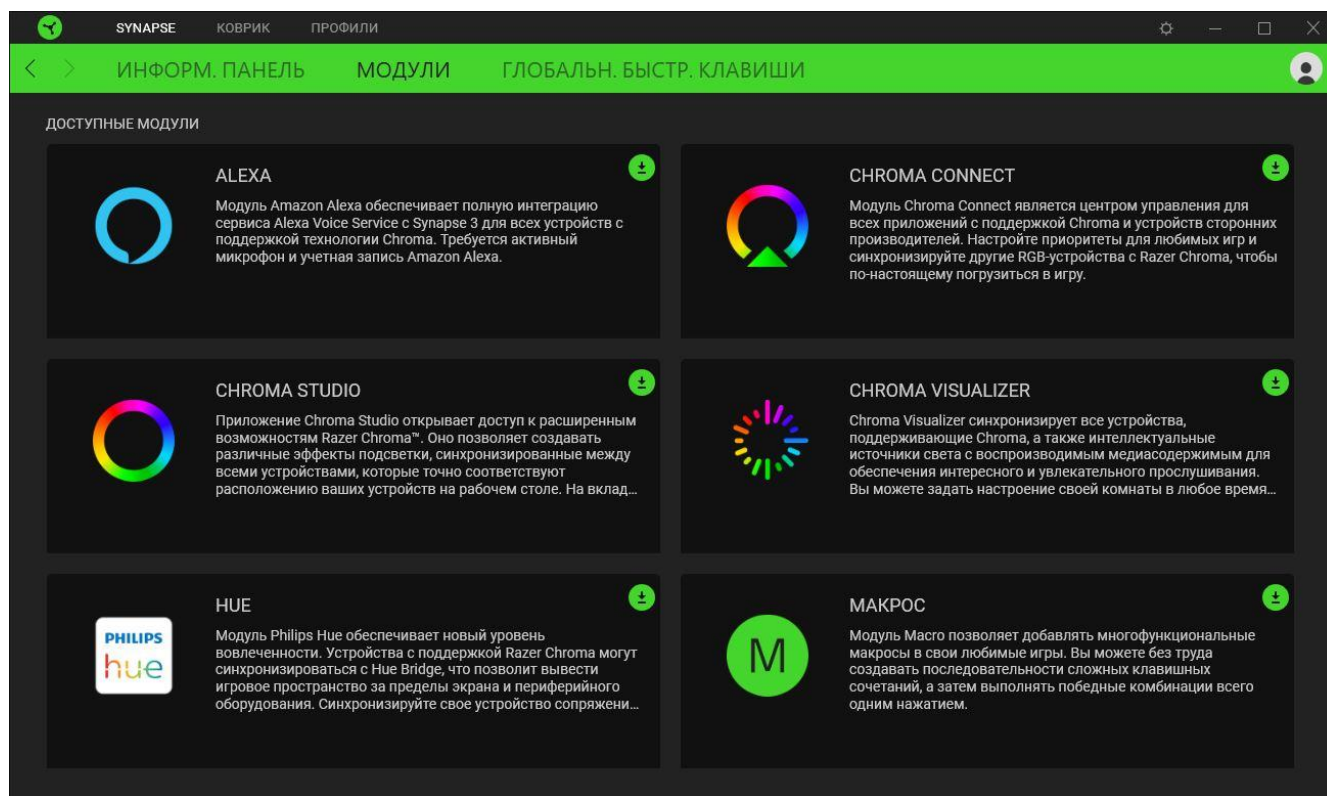 SYNAPSE КОВРИК ПРОФИЛИ
ИНФОРМ. ПАНЕЛЬ МОДУЛИ ГЛОБАЛЬН. БЫСТР. КЛАВИШИ
ДОСТУПНЫЕ МОДУЛИ
ALEXA
Модуль Amazon Alexa обеспечивает полную интеграцию
сервиса Alexa Voice Service с Synapse 3 для всех устройств с
поддержкой технологии Chroma. Требуется активный
микрофон и учетная запись Amazon Alexa.
CHROMA CONNECT
Модуль Chroma Connect является центром управления для
всех приложений с поддержкой Chroma и устройств сторонних
производителей. Настройте приоритеты для любимых игр и
синхронизируйте другие RGB-устройства с Razer Chroma, чтобы
по-настоящему погрузиться в игру.
CHROMA STUDIO
Приложение Chroma Studio открывает доступ к расширенным
возможностям Razer Chroma™. Оно позволяет создавать
различные эффекты подсветки, синхронизированные между
всеми устройствами, которые точно соответствуют
расположению ваших устройств на рабочем столе. На вклад...
CHROMA VISUALIZER
Chroma Visualizer синхронизирует все устройства,
поддерживающие Chroma, а также интеллектуальные
источники света с воспроизводимым медиасодержимым для
обеспечения интересного и увлекательного прослушивания.
Вы можете задать настроение своей комнаты в любое время...
PHILIPS
hue
HUE
Модуль Philips Hue обеспечивает новый уровень
вовлеченности. Устройства с поддержкой Razer Chroma могут
синхронизироваться с Hue Bridge, что позволит вывести
игровое пространство за пределы экрана и периферийного
оборудования. Синхронизируйте свое устройство сопряжени...
M
МАКРОС
Модуль Macro позволяет добавлять многофункциональные
макросы в свои любимые игры. Вы можете без труда
создавать последовательности сложных клавишных
сочетаний, а затем выполнять победные комбинации всего
одним нажатием.